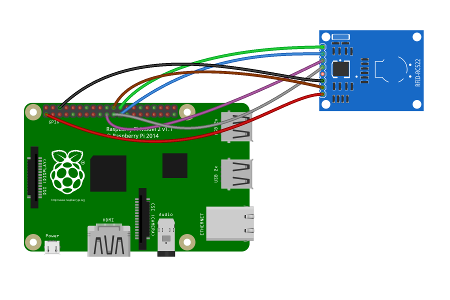 RFID-RC522
GPIO
Raspberry Pi Model 2 v1.1
© Raspberry Pi 2014
USB 2x
USB 2x
DSI (DISPLAY)
CSI (CAMERA)
HDMI
Audio
ETHERNET
Power